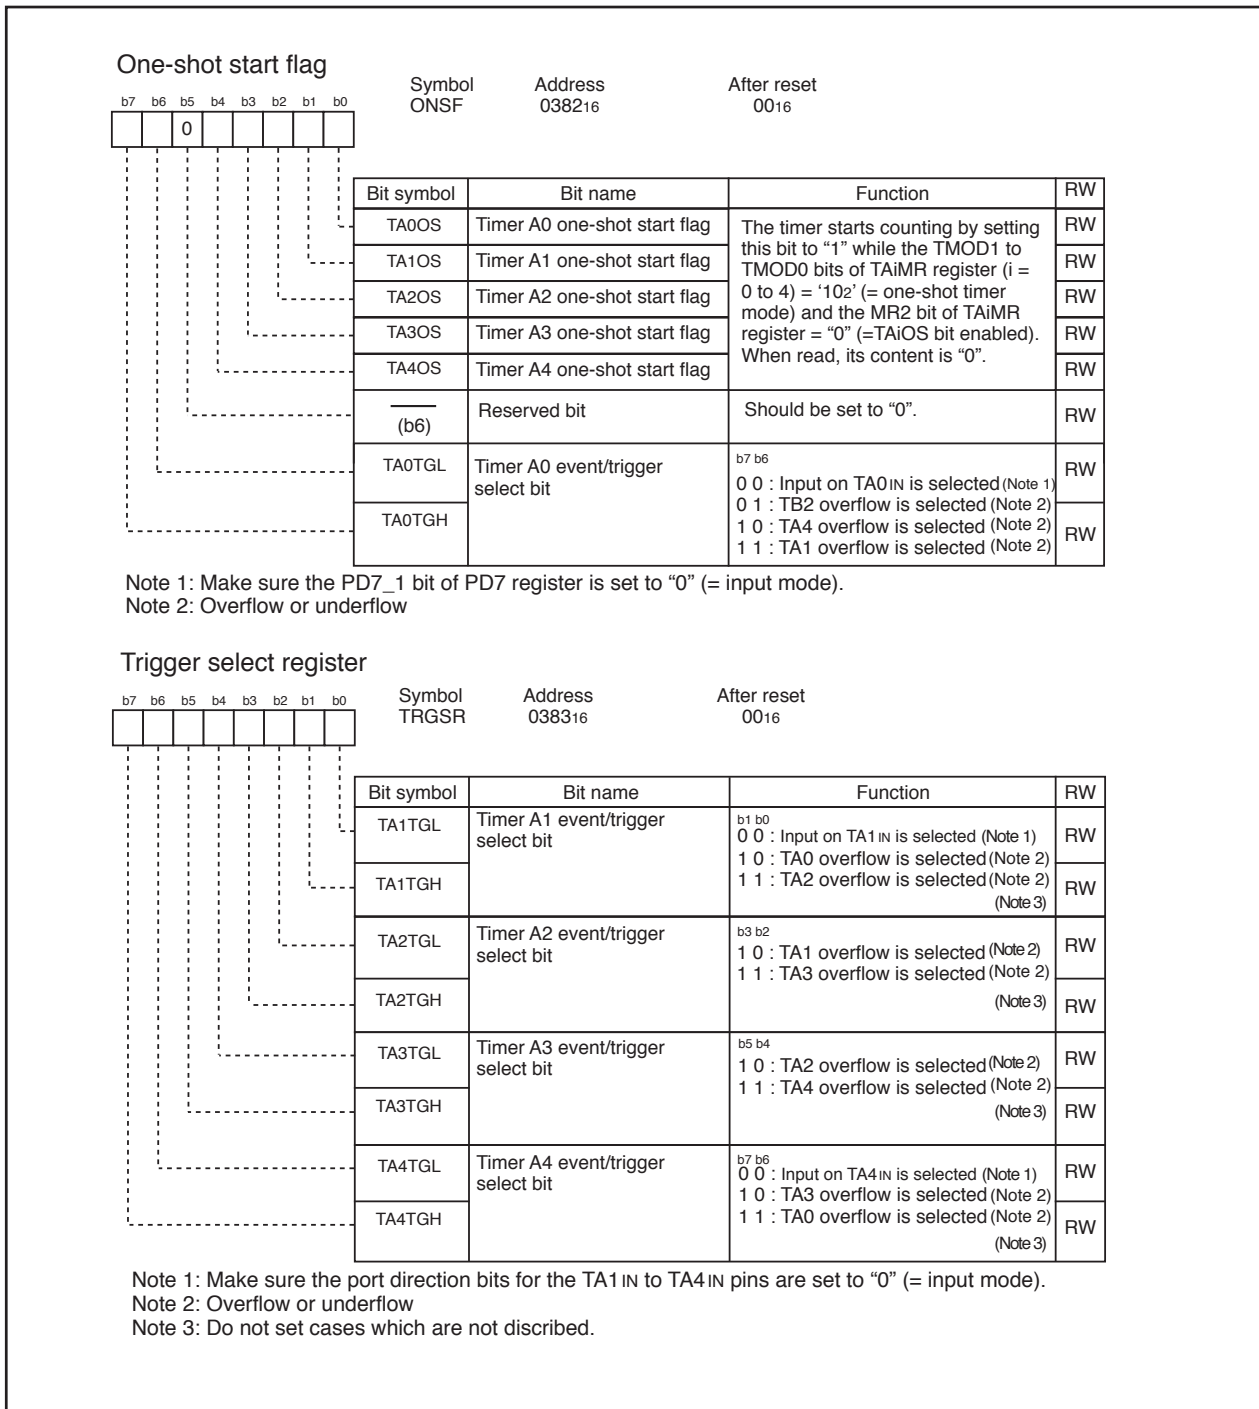 One-shot start flag
Symbol Address After reset
ONSF 038216 0016
b7 b6 b5 b4 b3 b2 b1 b0
0
Bit symbol Bit name Function RW
TA0OS Timer A0 one-shot start flag RW
TA1OS Timer A1 one-shot start flag RW
TA2OS Timer A2 one-shot start flag RW
TA3OS Timer A3 one-shot start flag RW
TA4OS Timer A4 one-shot start flag RW
The timer starts counting by setting
this bit to “1” while the TMOD1 to
TMOD0 bits of TAiMR register (i =
0 to 4) = ‘102’ (= one-shot timer
mode) and the MR2 bit of TAiMR
register = “0” (=TAiOS bit enabled).
When read, its content is “0”.
(b6) Reserved bit Should be set to “0”. RW
TA0TGL Timer A0 event/trigger RW
select bit
TA0TGH RW
b7 b6
0 0 : Input on TA0IN is selected (Note 1)
0 1 : TB2 overflow is selected (Note 2)
1 0 : TA4 overflow is selected (Note 2)
1 1 : TA1 overflow is selected (Note 2)
Note 1: Make sure the PD7_1 bit of PD7 register is set to “0” (= input mode).
Note 2: Overflow or underflow
Trigger select register
Symbol Address After reset
TRGSR 038316 0016
b7 b6 b5 b4 b3 b2 b1 b0
Bit symbol Bit name Function RW
TA1TGL Timer A1 event/trigger RW
select bit
TA1TGH RW
b1 b0
0 0 : Input on TA1IN is selected (Note 1)
1 0 : TA0 overflow is selected (Note 2)
1 1 : TA2 overflow is selected (Note 2)
(Note 3)
TA2TGL Timer A2 event/trigger RW
select bit
TA2TGH RW
b3 b2
1 0 : TA1 overflow is selected (Note 2)
1 1 : TA3 overflow is selected (Note 2)
(Note 3)
TA3TGL Timer A3 event/trigger RW
select bit
TA3TGH RW
b5 b4
1 0 : TA2 overflow is selected (Note 2)
1 1 : TA4 overflow is selected (Note 2)
(Note 3)
TA4TGL Timer A4 event/trigger RW
select bit
TA4TGH RW
b7 b6
0 0 : Input on TA4IN is selected (Note 1)
1 0 : TA3 overflow is selected (Note 2)
1 1 : TA0 overflow is selected (Note 2)
(Note 3)
Note 1: Make sure the port direction bits for the TA1IN to TA4IN pins are set to “0” (= input mode).
Note 2: Overflow or underflow
Note 3: Do not set cases which are not discribed.